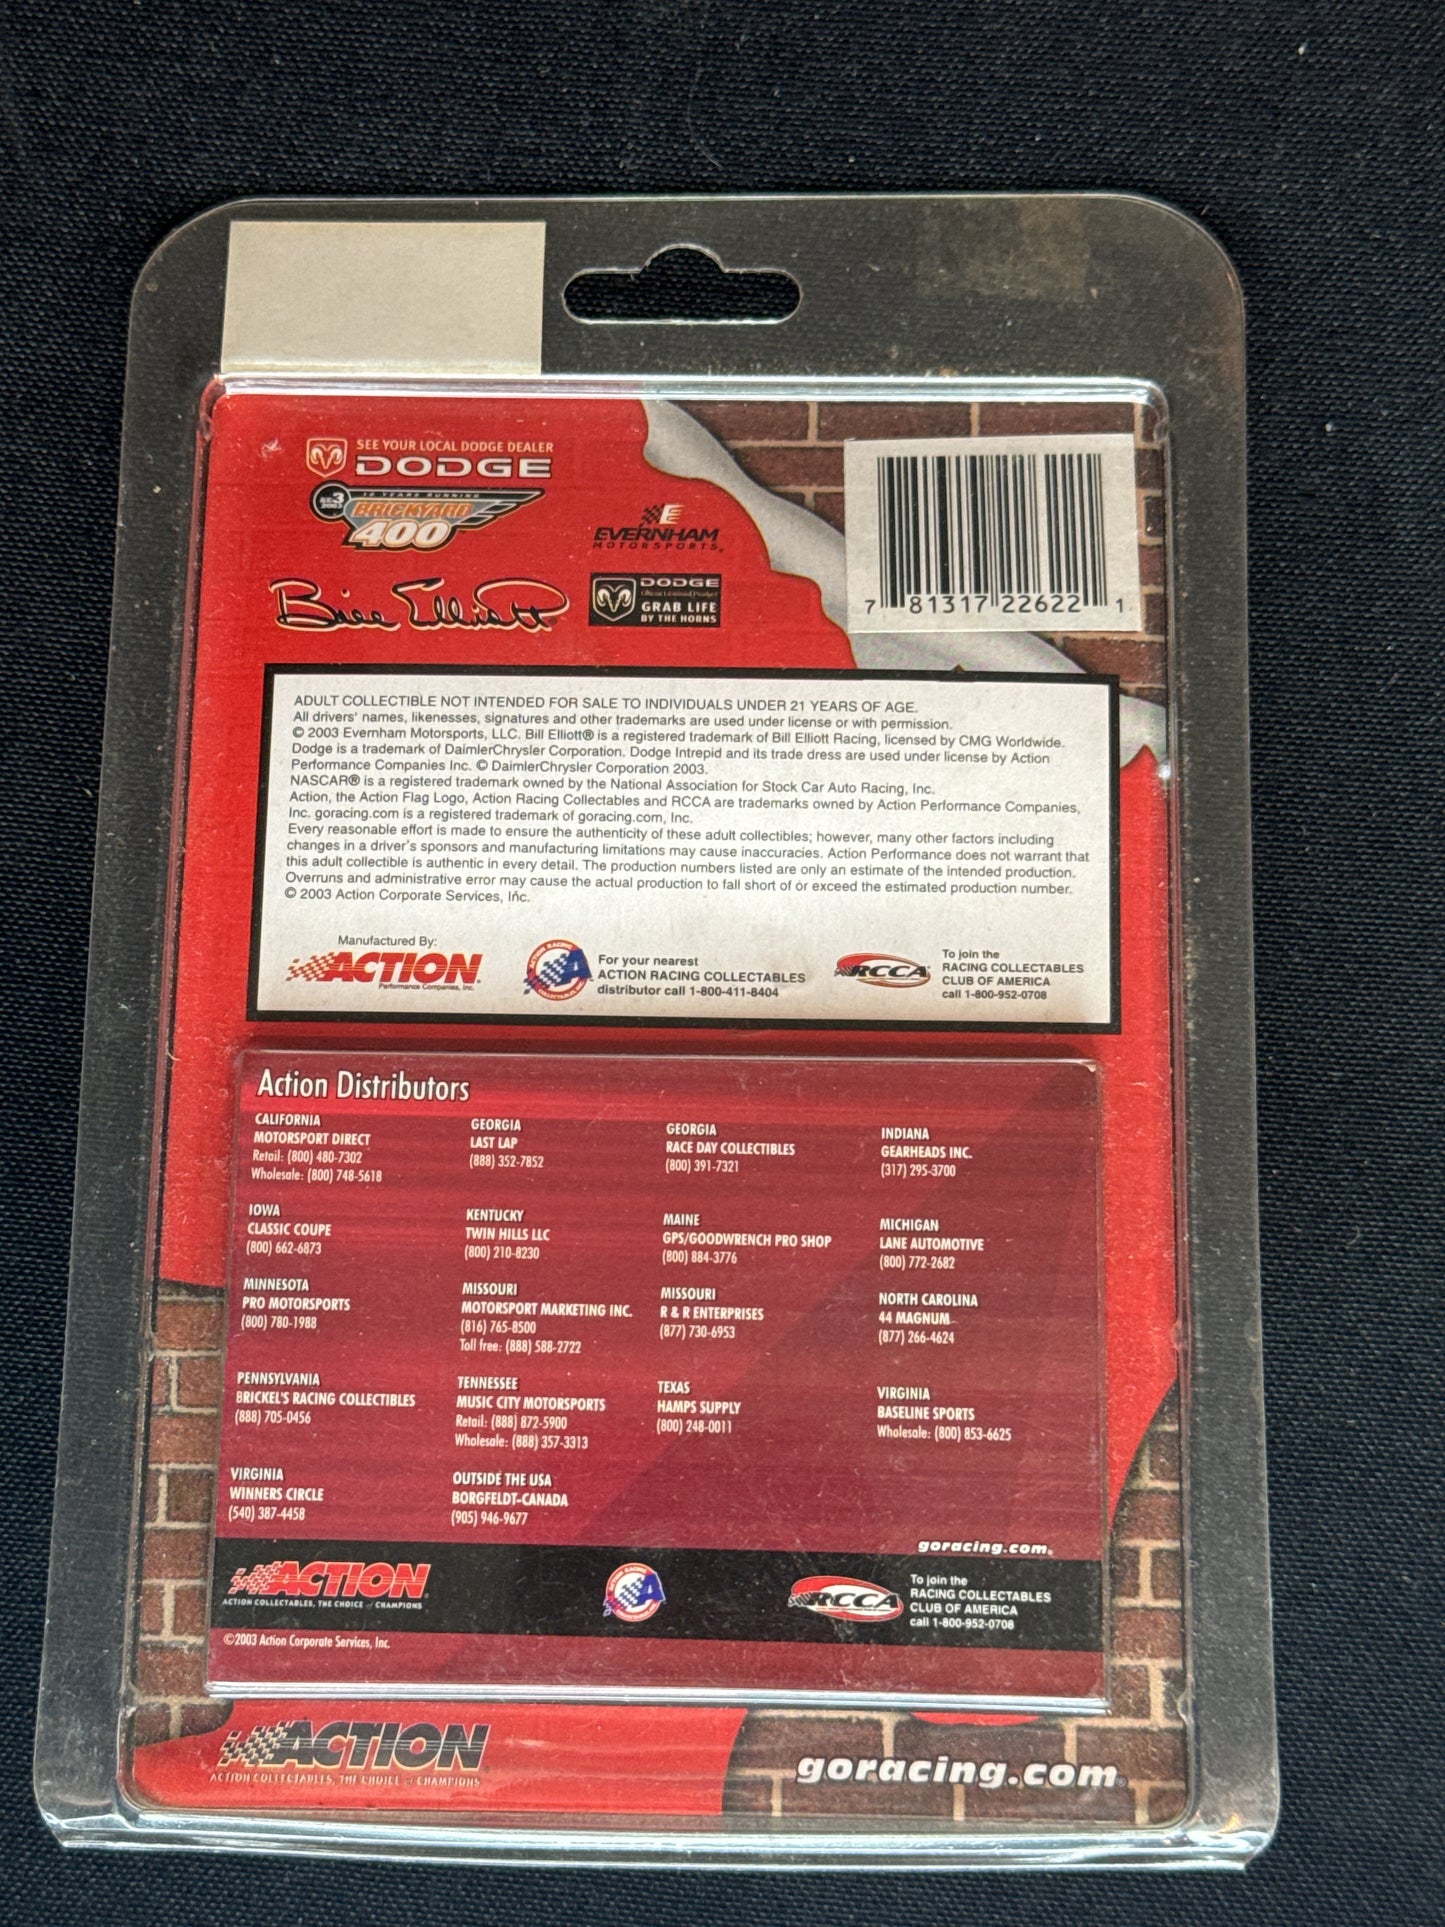 SEE YOUR LOCAL DODGE DEALER
DODGE
10 YEARS RUNNING
BRICKYARD
400
EVERNHAM
MOTORSPORTS
Bill Elliott
DODGE
Official Licensed Product
GRAB LIFE
BY THE HORNS
7 81317 22622 1
ADULT COLLECTIBLE NOT INTENDED FOR SALE TO INDIVIDUALS UNDER 21 YEARS OF AGE.
All drivers' names, likenesses, signatures and other trademarks are used under license or with permission.
© 2003 Evernham Motorsports, LLC. Bill Elliott® is a registered trademark of Bill Elliott Racing, licensed by CMG Worldwide.
Dodge is a trademark of DaimlerChrysler Corporation. Dodge Intrepid and its trade dress are used under license by Action
Performance Companies Inc. © DaimlerChrysler Corporation 2003.
NASCAR® is a registered trademark owned by the National Association for Stock Car Auto Racing, Inc.
Action, the Action Flag Logo, Action Racing Collectables and RCCA are trademarks owned by Action Performance Companies,
Inc. goracing.com is a registered trademark of goracing.com, Inc.
Every reasonable effort is made to ensure the authenticity of these adult collectibles; however, many other factors including
changes in a driver's sponsors and manufacturing limitations may cause inaccuracies. Action Performance does not warrant that
this adult collectible is authentic in every detail. The production numbers listed are only an estimate of the intended production.
Overruns and administrative error may cause the actual production to fall short of or exceed the estimated production number.
© 2003 Action Corporate Services, Inc.
Manufactured By:
ACTION
Performance Companies, Inc.
For your nearest
ACTION RACING COLLECTABLES
distributor call 1-800-411-8404
RCCA
To join the
RACING COLLECTABLES
CLUB OF AMERICA
call 1-800-952-0708
Action Distributors
CALIFORNIA
MOTORSPORT DIRECT
Retail: (800) 480-7302
Wholesale: (800) 748-5618
GEORGIA
LAST LAP
(888) 352-7852
GEORGIA
RACE DAY COLLECTIBLES
(800) 391-7321
INDIANA
GEARHEADS INC.
(317) 295-3700
IOWA
CLASSIC COUPE
(800) 662-6873
KENTUCKY
TWIN HILLS LLC
(800) 210-8230
MAINE
GPS/GOODWRENCH PRO SHOP
(800) 884-3776
MICHIGAN
LANE AUTOMOTIVE
(800) 772-2682
MINNESOTA
PRO MOTORSPORTS
(800) 780-1988
MISSOURI
MOTORSPORT MARKETING INC.
(816) 765-8500
Toll free: (888) 588-2722
MISSOURI
R & R ENTERPRISES
(877) 730-6953
NORTH CAROLINA
44 MAGNUM
(877) 266-4624
PENNSYLVANIA
BRICKEL'S RACING COLLECTIBLES
(888) 705-0456
TENNESSEE
MUSIC CITY MOTORSPORTS
Retail: (888) 872-5900
Wholesale: (888) 357-3313
TEXAS
HAMPS SUPPLY
(800) 248-0011
VIRGINIA
BASELINE SPORTS
Wholesale: (800) 853-6625
VIRGINIA
WINNERS CIRCLE
(540) 387-4458
OUTSIDE THE USA
BORGFELDT-CANADA
(905) 946-9677
goracing.com.
ACTION
ACTION COLLECTABLES, THE CHOICE of CHAMPIONS
RCCA
To join the
RACING COLLECTABLES
CLUB OF AMERICA
call 1-800-952-0708
©2003 Action Corporate Services, Inc.
ACTION
ACTION COLLECTABLES, THE CHOICE of CHAMPIONS
goracing.com